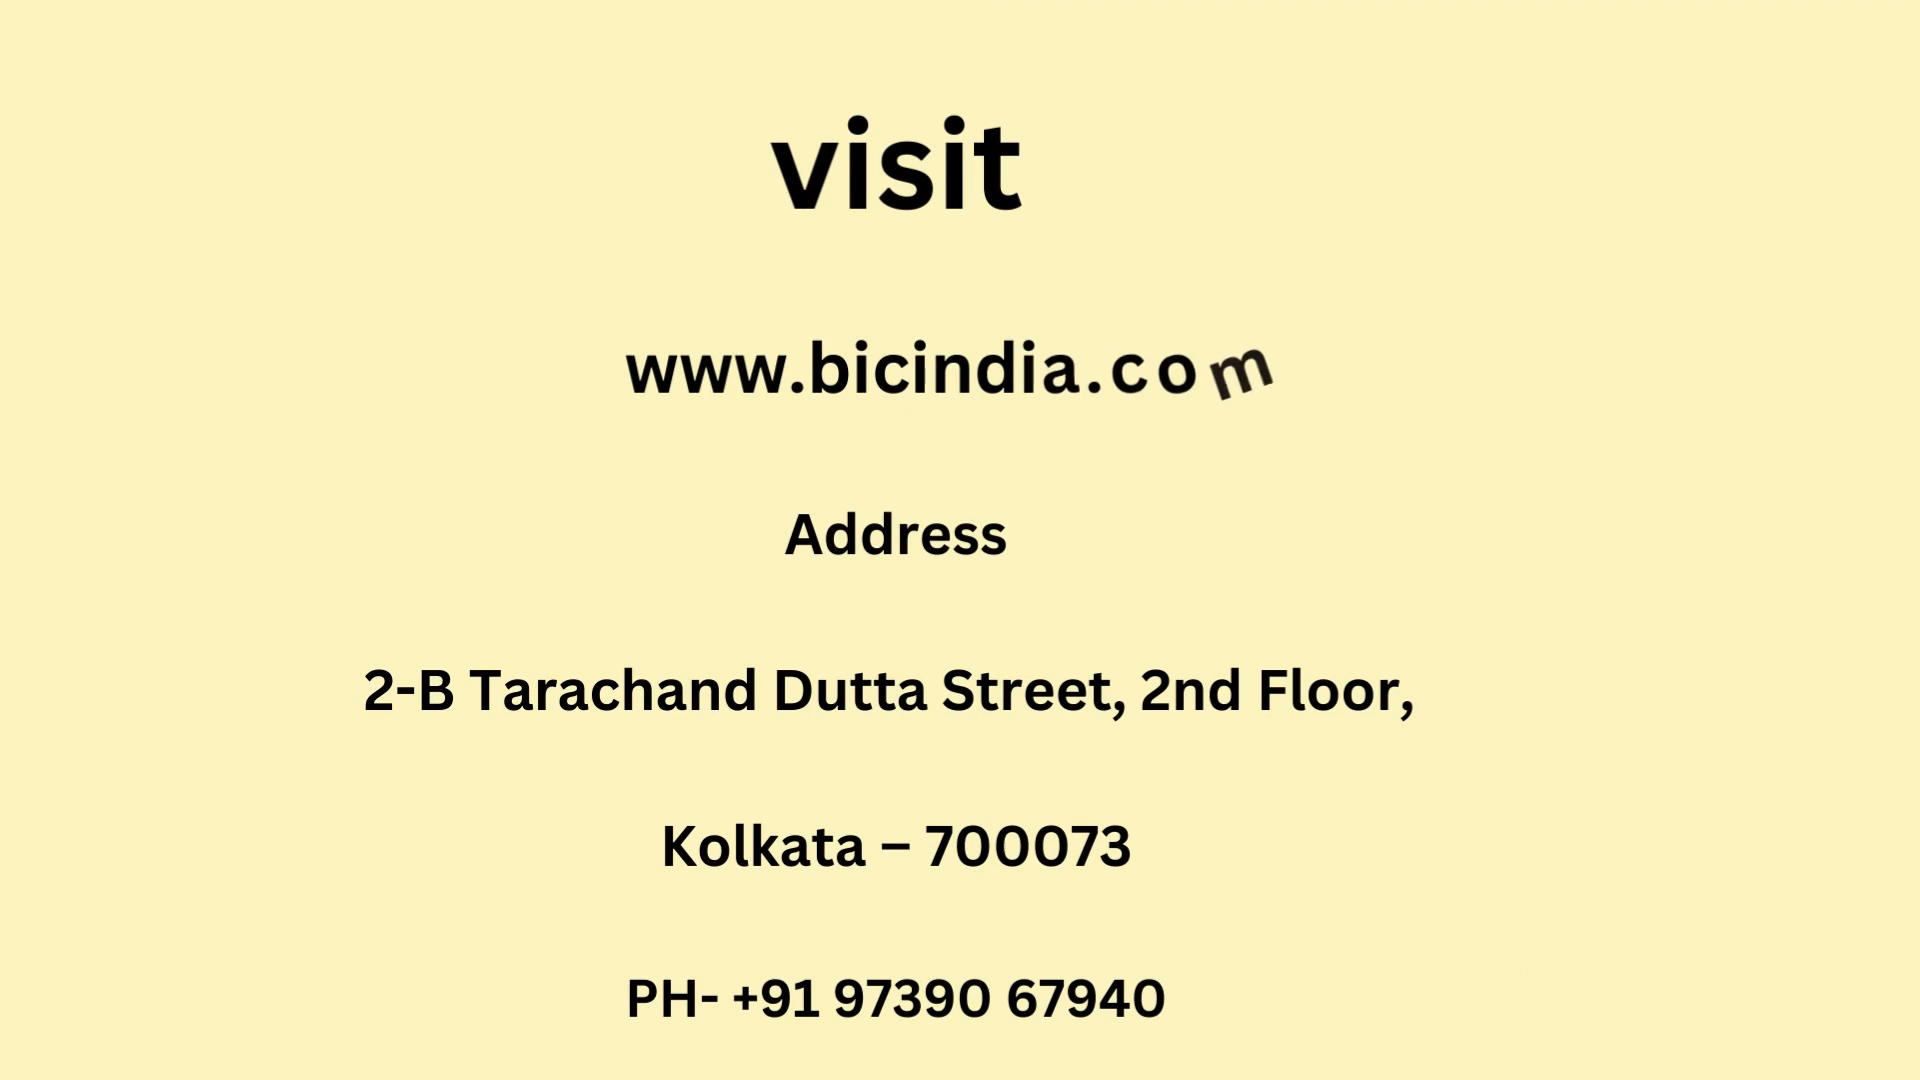 visit
www.bicindia.com
Address
2-B Tarachand Dutta Street, 2nd Floor,
Kolkata – 700073
PH- +91 97390 67940